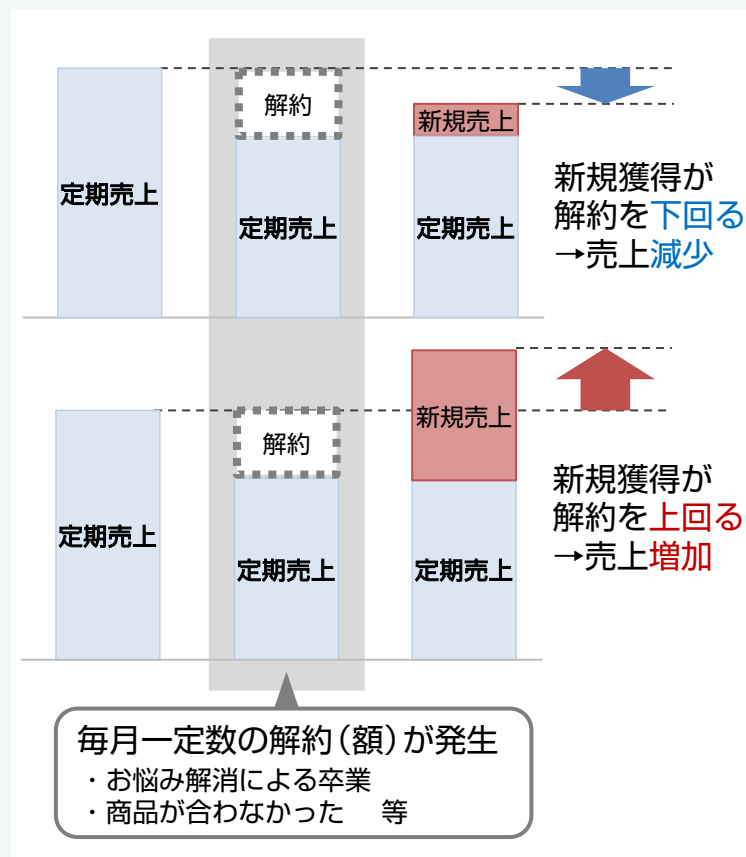 解約
新規売上
定期売上
定期売上
定期売上
新規獲得が
解約を下回る
→売上減少
解約
新規売上
定期売上
定期売上
定期売上
新規獲得が
解約を上回る
→売上増加
毎月一定数の解約(額)が発生
・お悩み解消による卒業
・商品が合わなかった 等